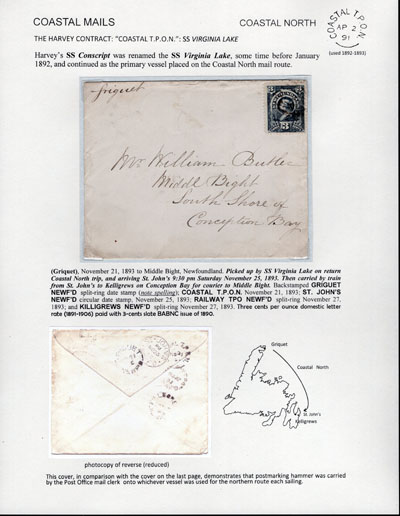 COASTAL MAILS
COASTAL NORTH
COASTAL T.P.O.N.
AP 2
91
(used 1892-1893)
THE HARVEY CONTRACT: "COASTAL T.P.O.N.": SS VIRGINIA LAKE
Harvey's SS Conscript was renamed the SS Virginia Lake, some time before January
1892, and continued as the primary vessel placed on the Coastal North mail route.
Griquet
3
Mr William Butler
Middl Bight
South Shore of
Conception Bay
(Griquet), November 21, 1893 to Middle Bight, Newfoundland. Picked up by SS Virginia Lake on return
Coastal North trip, and arriving St. John's 9:30 pm Saturday November 25, 1893. Then carried by train
from St. John's to Kelligrews on Conception Bay for courier to Middle Bight. Backstamped GRIGUET
NEWF'D split-ring date stamp (note spelling); COASTAL T.P.O.N. November 21, 1893; ST. JOHN'S
NEWF'D circular date stamp. November 25, 1893; RAILWAY TPO NEWF'D split-ring November 27,
1893; and KILLIGREWS NEWF'D split-ring November 27, 1893. Three cents per ounce domestic letter
rate (1891-1906) paid with 3-cents slate BABNC issue of 1890.
Griquet
Coastal North
St. John's
Kelligrews
photocopy of reverse (reduced)
This cover, in comparison with the cover on the last page, demonstrates that postmarking hammer was carried
by the Post Office mail clerk onto whichever vessel was used for the northern route each sailing.